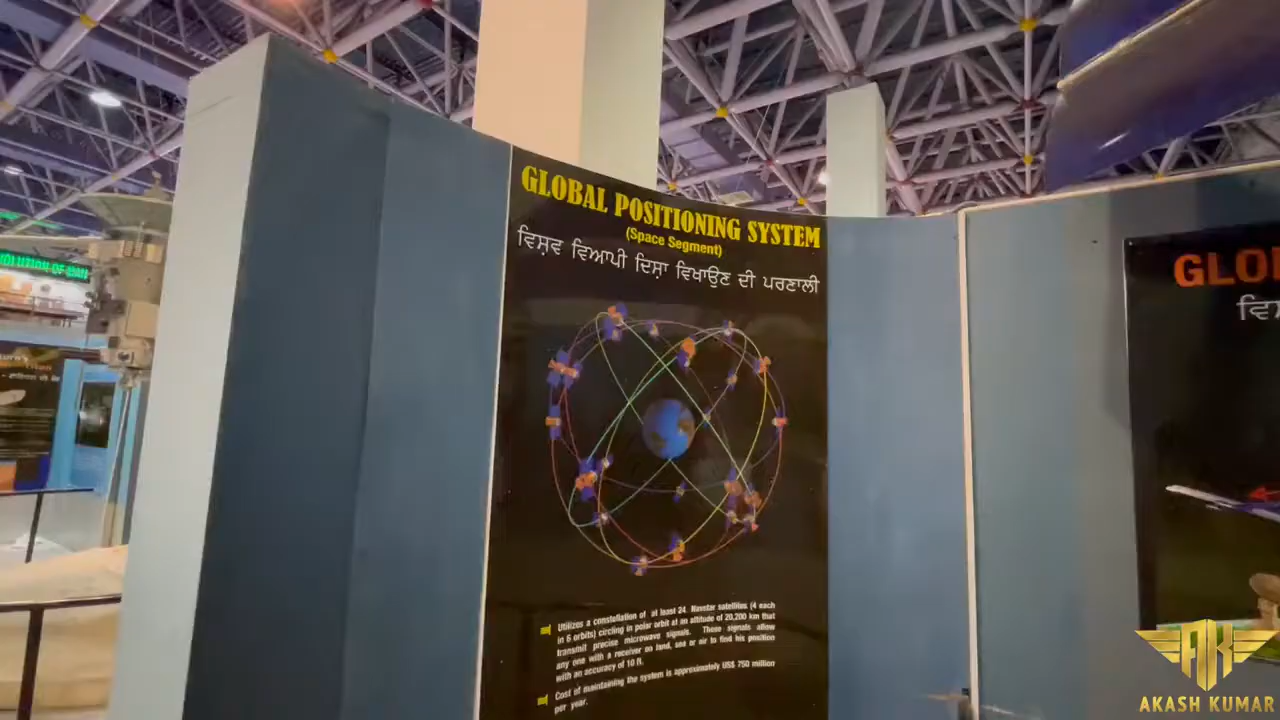 GLOBAL POSITIONING SYSTEM
(Space Segment)
ਵਿਸ਼ਵ ਵਿਆਪੀ ਦਿਸ਼ਾ ਵਿਖਾਉਣ ਦੀ ਪਰਣਾਲੀ
Utilizes a constellation of at least 24 Navstar satellites (4 each
in 6 orbits) circling in polar orbit at an altitude of 20,200 km that
transmit precise microwave signals. These signals allow
any one with a receiver on land, sea or air to find his position
with an accuracy of 10 ft.
Cost of maintaining the system is approximately US$ 750 million
per year.
GLO
ਵਿ
OF
AK
AKASH KUMAR